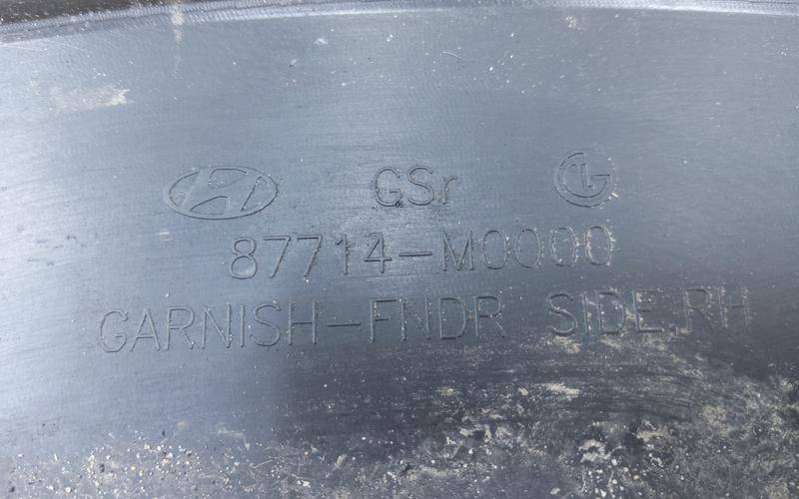 GSr
87714-M0000
GARNISH-FNDR SIDE,RH